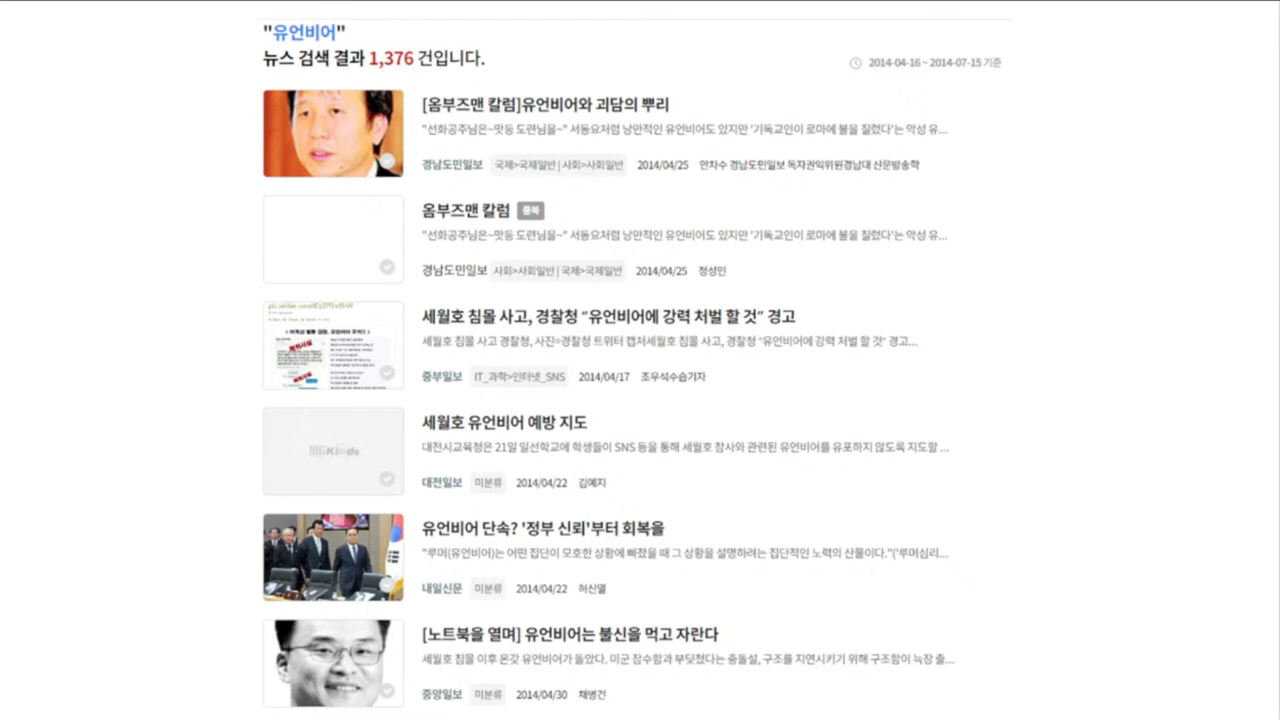 "유언비어"
뉴스 검색 결과 1,376 건입니다.
2014-04-16 ~ 2014-07-15 기준
[옴부즈맨 칼럼]유언비어와 괴담의 뿌리
"선화공주님은~맛둥 도련님을~" 서동요처럼 낭만적인 유언비어도 있지만 '기독교인이 로마에 불을 질렀다'는 악성 유...
경남도민일보 국제>국제일반 | 사회>사회일반 2014/04/25 안차수 경남도민일보 독자권익위원경남대 신문방송학
옴부즈맨 칼럼 중복
"선화공주님은~맛둥 도련님을~" 서동요처럼 낭만적인 유언비어도 있지만 '기독교인이 로마에 불을 질렀다'는 악성 유...
경남도민일보 사회>사회일반 | 국제>국제일반 2014/04/25 정성인
세월호 침몰 사고, 경찰청 "유언비어에 강력 처벌 할 것" 경고
세월호 침몰 사고 경찰청, 사진=경찰청 트위터 캡처세월호 침몰 사고, 경찰청 "유언비어에 강력 처벌 할 것" 경고...
중부일보 IT_과학>인터넷_SNS 2014/04/17 조우석수습기자
세월호 유언비어 예방 지도
대전시교육청은 21일 일선학교에 학생들이 SNS 등을 통해 세월호 참사와 관련된 유언비어를 유포하지 않도록 지도할 ...
BIGKinds
대전일보 미분류 2014/04/22 김예지
유언비어 단속? '정부 신뢰'부터 회복을
"루머(유언비어)는 어떤 집단이 모호한 상황에 빠졌을 때 그 상황을 설명하려는 집단적인 노력의 산물이다."('루머심리...
내일신문 미분류 2014/04/22 허신열
[노트북을 열며] 유언비어는 불신을 먹고 자란다
세월호 침몰 이후 온갖 유언비어가 돌았다. 미군 잠수함과 부딪쳤다는 충돌설, 구조를 지연시키기 위해 구조함이 늑장 출...
중앙일보 미분류 2014/04/30 채병건